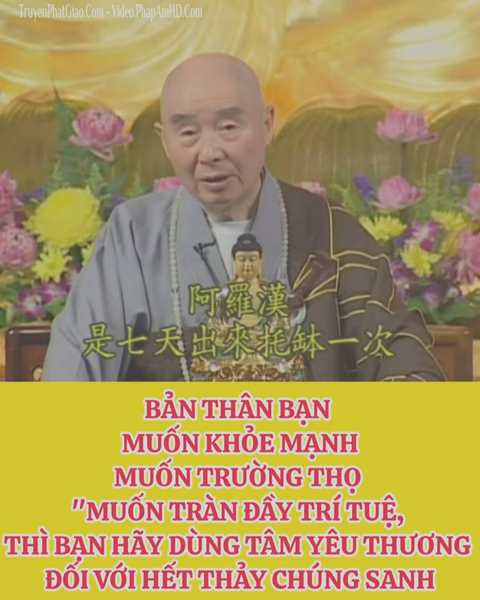 TruyenPhatGiao.Com - Video.PhapAmHD.Com
阿羅漢
是七天出來托缽一次
BẢN THÂN BẠN
MUỐN KHỎE MẠNH
MUỐN TRƯỜNG THỌ
"MUỐN TRÀN ĐẦY TRÍ TUỆ,
THÌ BẠN HÃY DÙNG TÂM YÊU THƯƠNG
ĐỐI VỚI HẾT THẢY CHÚNG SANH